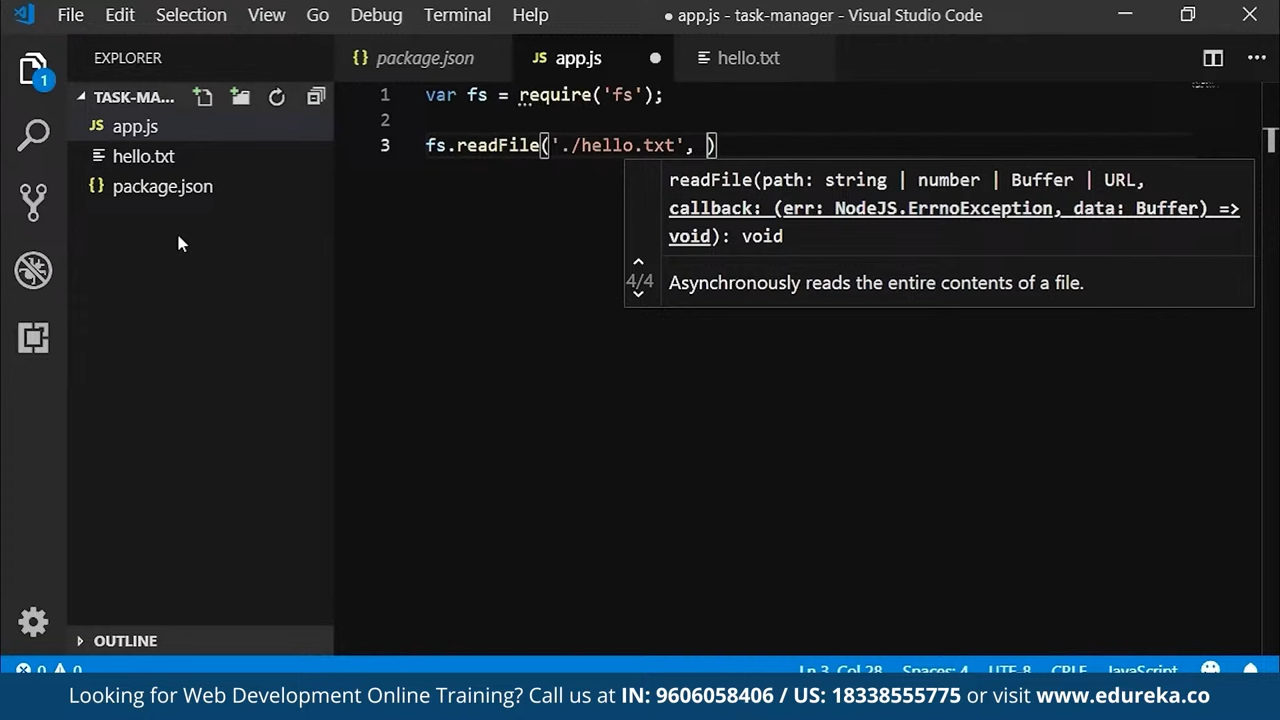 File Edit Selection View Go Debug Terminal Help ● app.js - task-manager - Visual Studio Code
EXPLORER
{} package.json JS app.js ● hello.txt
1
TASK-MA...
JS app.js
hello.txt
{} package.json
1 var fs = require('fs');
2
3 fs.readFile('./hello.txt', )
readFile(path: string | number | Buffer | URL,
callback: (err: NodeJS.ErrnoException, data: Buffer) =>
void): void
4/4
Asynchronously reads the entire contents of a file.
OUTLINE
0 0 Ln 3, Col 28 Spaces: 4 UTF-8 CRLF JavaScript
Looking for Web Development Online Training? Call us at IN: 9606058406 / US: 18338555775 or visit www.edureka.co